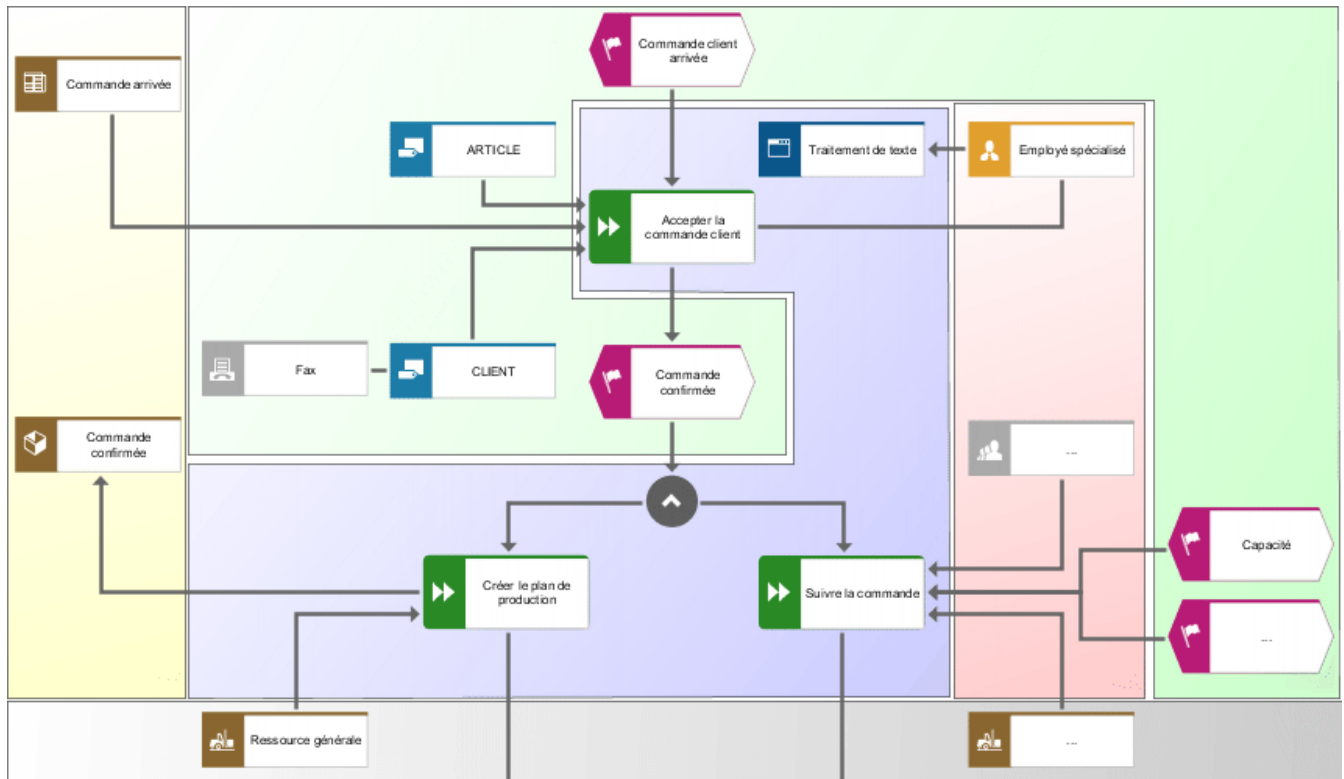 Commande client
arrivée
Commande arrivée
ARTICLE
Traitement de texte
Employé spécialisé
Accepter la
commande client
Fax
CLIENT
Commande
confirmée
Commande
confirmée
...
Capacité
Créer le plan de
production
Suivre la commande
...
Ressource générale
...